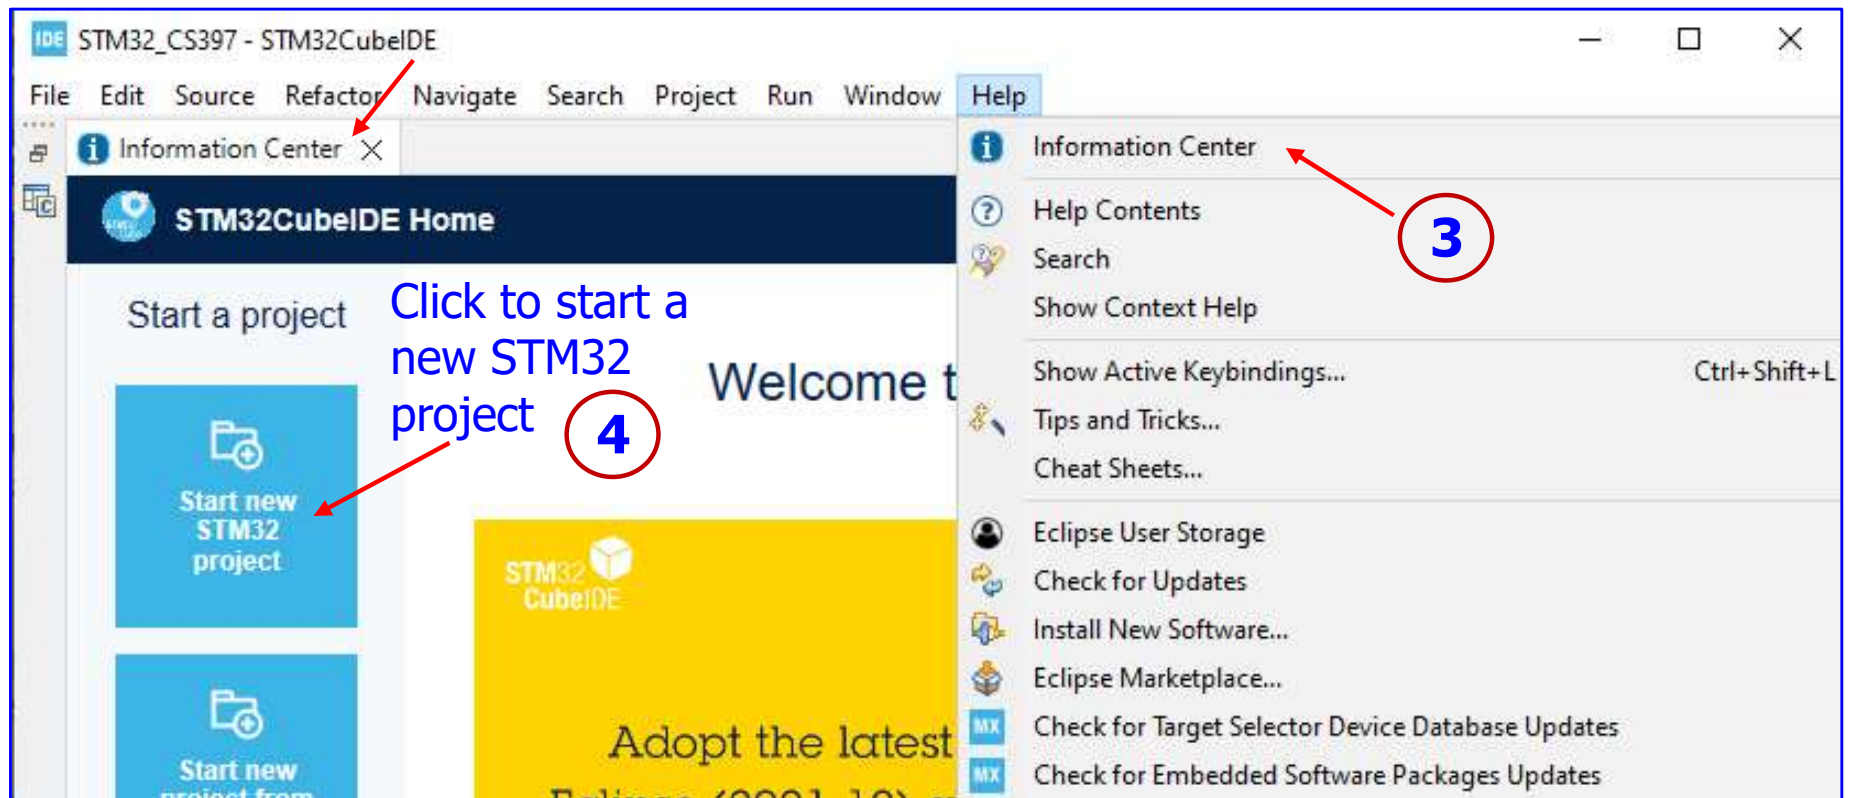 IDE STM32_CS397 - STM32CubeIDE
File Edit Source Refactor Navigate Search Project Run Window Help
Information Center
STM32CubeIDE Home
Start a project
Click to start a
new STM32
project
4
Start new
STM32
project
Start new
project from
Welcome t
STM32
CubeIDE
Adopt the latest
Information Center
3
Help Contents
Search
Show Context Help
Show Active Keybindings... Ctrl+Shift+L
Tips and Tricks...
Cheat Sheets...
Eclipse User Storage
Check for Updates
Install New Software...
Eclipse Marketplace...
MX Check for Target Selector Device Database Updates
MX Check for Embedded Software Packages Updates